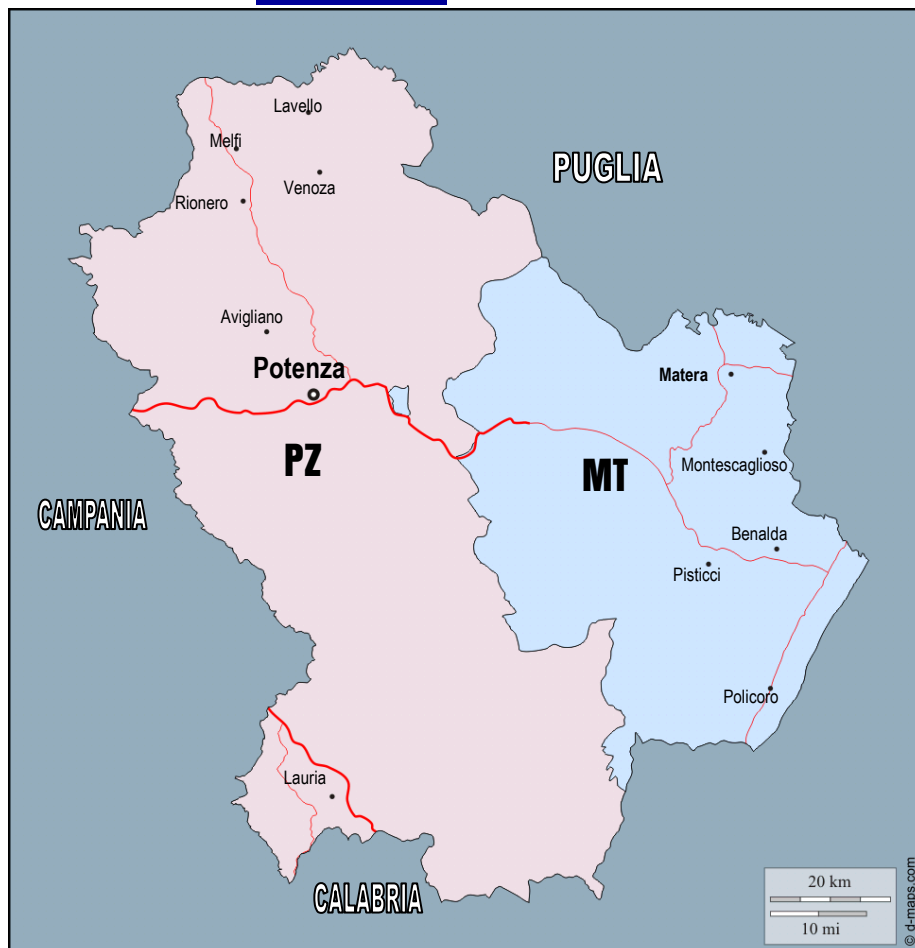 Lavello
Melfi
PUGLIA
Venoza
Rionero
Avigliano
Potenza
Matera
PZ
MT
Montescaglioso
CAMPANIA
Benalda
Pisticci
Policoro
Lauria
CALABRIA
20 km
10 mi
© d-maps.com